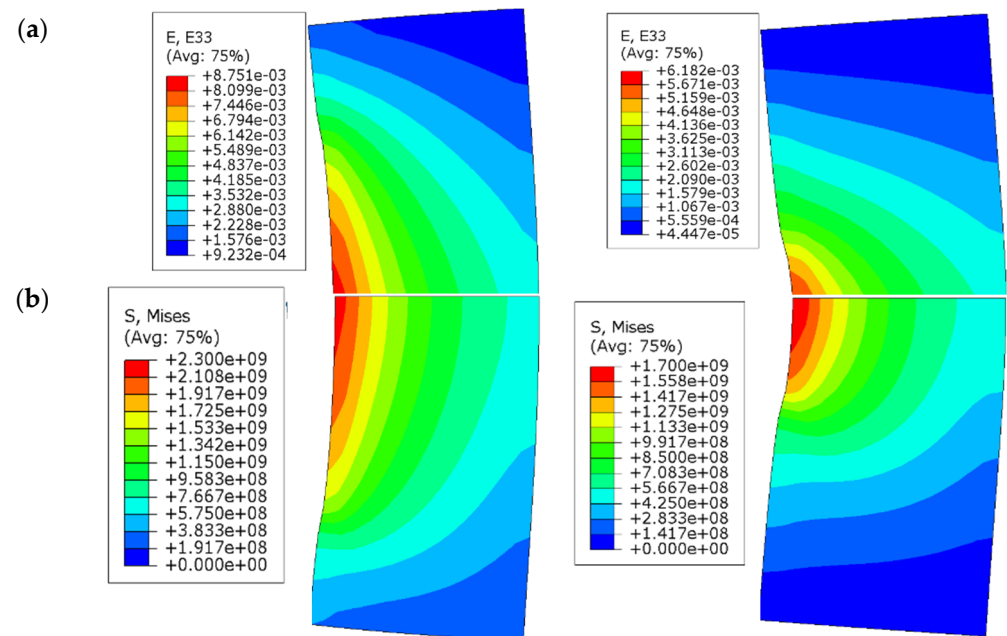 (a)
E, E33
(Avg: 75%)
+8.751e-03
+8.099e-03
+7.446e-03
+6.794e-03
+6.142e-03
+5.489e-03
+4.837e-03
+4.185e-03
+3.532e-03
+2.880e-03
+2.228e-03
+1.576e-03
+9.232e-04
E, E33
(Avg: 75%)
+6.182e-03
+5.671e-03
+5.159e-03
+4.648e-03
+4.136e-03
+3.625e-03
+3.113e-03
+2.602e-03
+2.090e-03
+1.579e-03
+1.067e-03
+5.559e-04
+4.447e-05
(b)
S, Mises
(Avg: 75%)
+2.300e+09
+2.108e+09
+1.917e+09
+1.725e+09
+1.533e+09
+1.342e+09
+1.150e+09
+9.583e+08
+7.667e+08
+5.750e+08
+3.833e+08
+1.917e+08
+0.000e+00
S, Mises
(Avg: 75%)
+1.700e+09
+1.558e+09
+1.417e+09
+1.275e+09
+1.133e+09
+9.917e+08
+8.500e+08
+7.083e+08
+5.667e+08
+4.250e+08
+2.833e+08
+1.417e+08
+0.000e+00